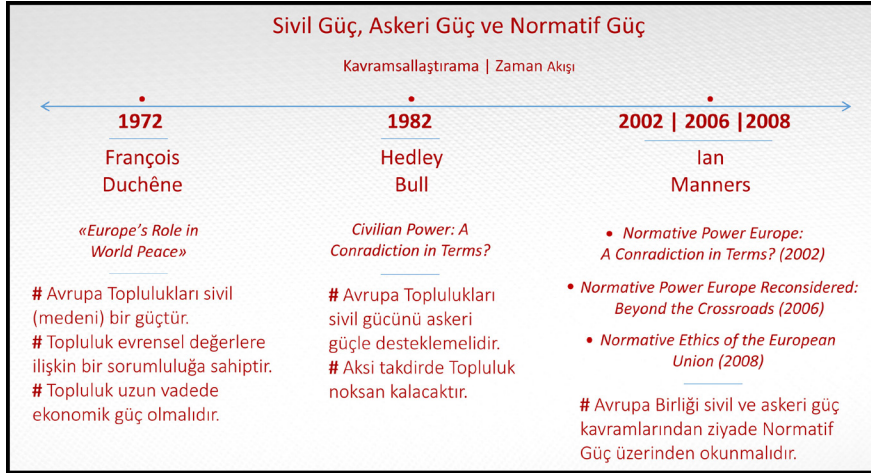 Sivil Güç, Askeri Güç ve Normatif Güç
Kavramsallaştırma | Zaman Akışı
1972
François
Duchêne
«Europe's Role in
World Peace»
# Avrupa Toplulukları sivil
(medeni) bir güçtür.
# Topluluk evrensel değerlere
ilişkin bir sorumluluğa sahiptir.
# Topluluk uzun vadede
ekonomik güç olmalıdır.
1982
Hedley
Bull
Civilian Power: A
Conradiction in Terms?
# Avrupa Toplulukları
sivil gücünü askeri
güçle desteklemelidir.
# Aksi takdirde Topluluk
noksan kalacaktır.
2002 | 2006 |2008
Ian
Manners
• Normative Power Europe:
A Conradiction in Terms? (2002)
• Normative Power Europe Reconsidered:
Beyond the Crossroads (2006)
• Normative Ethics of the European
Union (2008)
# Avrupa Birliği sivil ve askeri güç
kavramlarından ziyade Normatif
Güç üzerinden okunmalıdır.